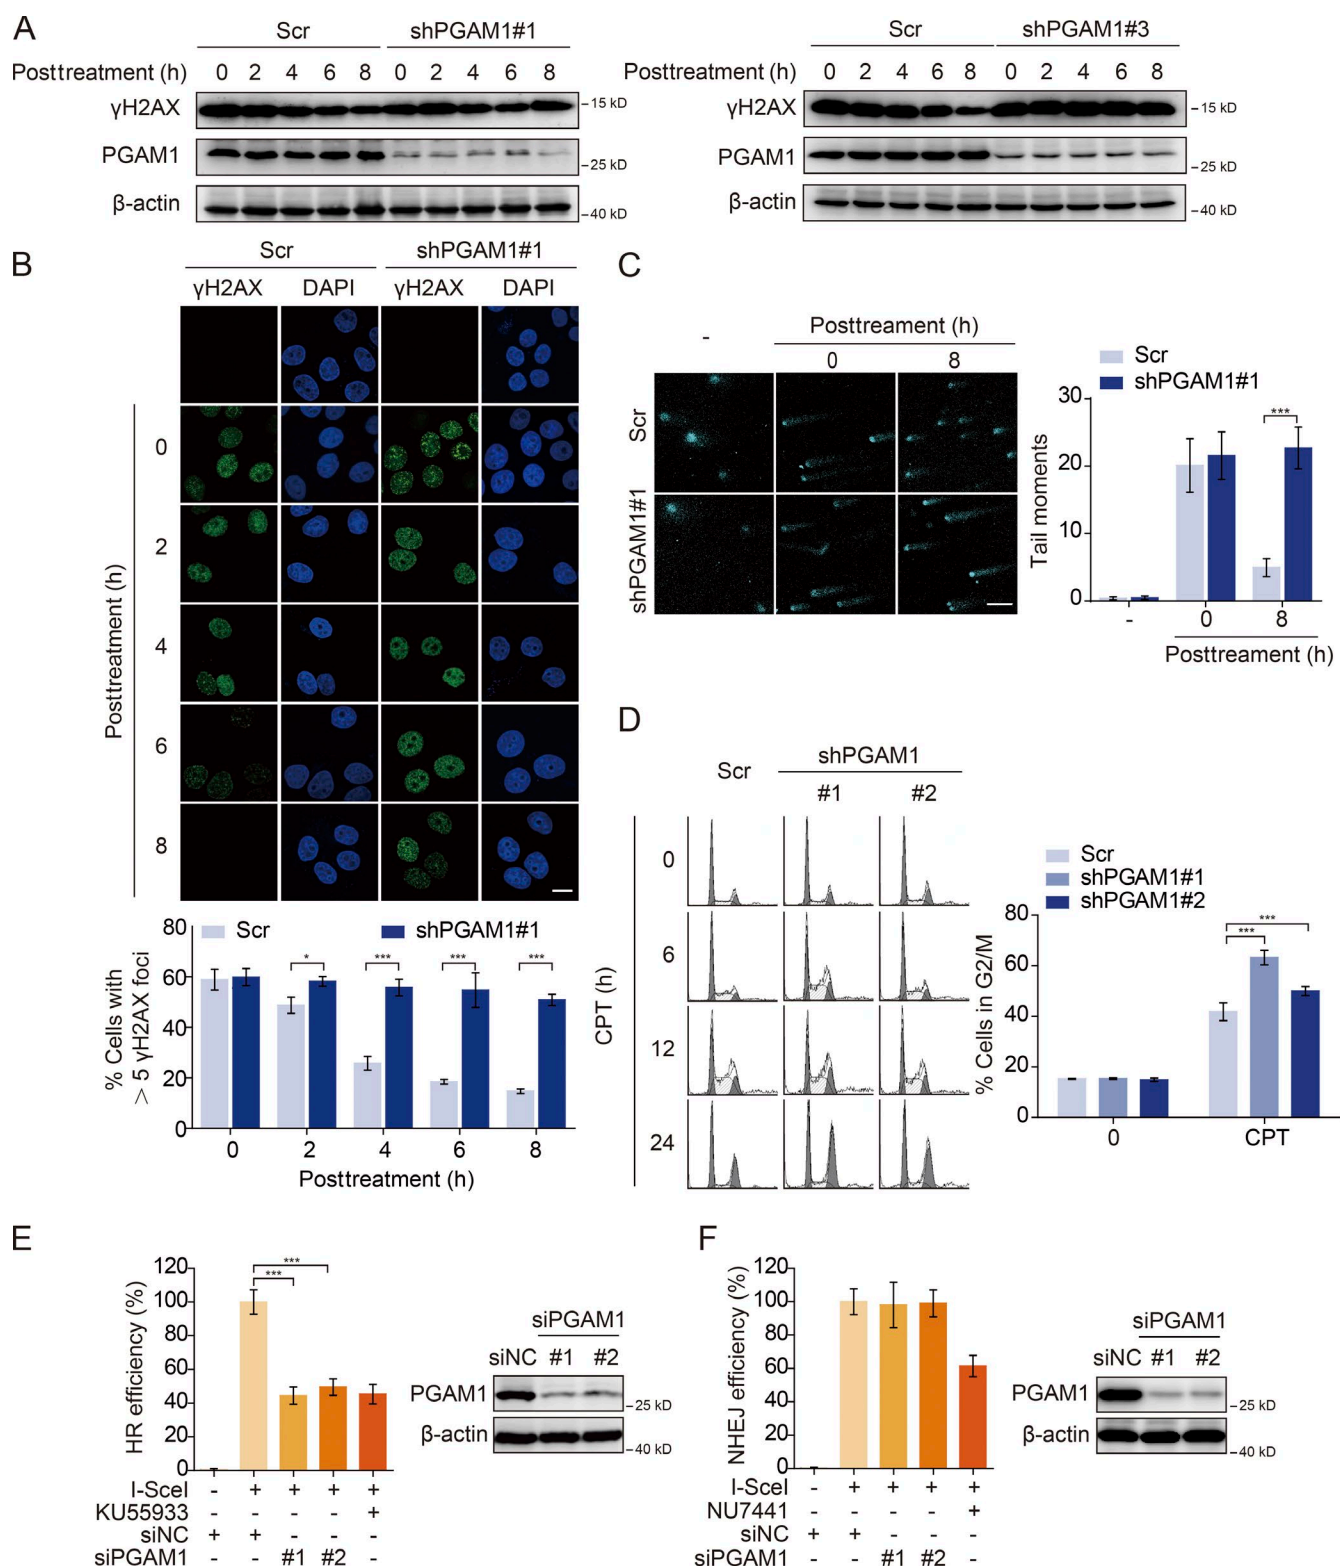 A
Scr shPGAM1#1
Posttreatment (h) 0 2 4 6 8 0 2 4 6 8
γH2AX
15 kD
PGAM1
25 kD
β-actin
40 kD
Scr shPGAM1#3
Posttreatment (h) 0 2 4 6 8 0 2 4 6 8
γH2AX
15 kD
PGAM1
25 kD
β-actin
40 kD
B
Scr shPGAM1#1
γH2AX DAPI γH2AX DAPI
Posttreatment (h)
0
2
4
6
8
Scr shPGAM1#1
% Cells with
> 5 γH2AX foci
80
60
40
20
0
* *** *** ***
0 2 4 6 8
Posttreatment (h)
C
Posttreament (h)
- 0 8
Scr
shPGAM1#1
Scr
shPGAM1#1
Tail moments
30
20
10
0
***
- 0 8
Posttreament (h)
D
Scr shPGAM1
#1 #2
CPT (h)
0
6
12
24
Scr
shPGAM1#1
shPGAM1#2
% Cells in G2/M
80
60
40
20
0
***
***
0 CPT
E
HR efficiency (%)
120
100
80
60
40
20
0
***
***
I-SceI - + + + +
KU55933 - - - - +
siNC + + - - -
siPGAM1 - - #1 #2 -
siPGAM1
siNC #1 #2
PGAM1
25 kD
β-actin
40 kD
F
NHEJ efficiency (%)
120
100
80
60
40
20
0
I-SceI - + + + +
NU7441 - - - - +
siNC + + - - -
siPGAM1 - - #1 #2 -
siPGAM1
siNC #1 #2
PGAM1
25 kD
β-actin
40 kD